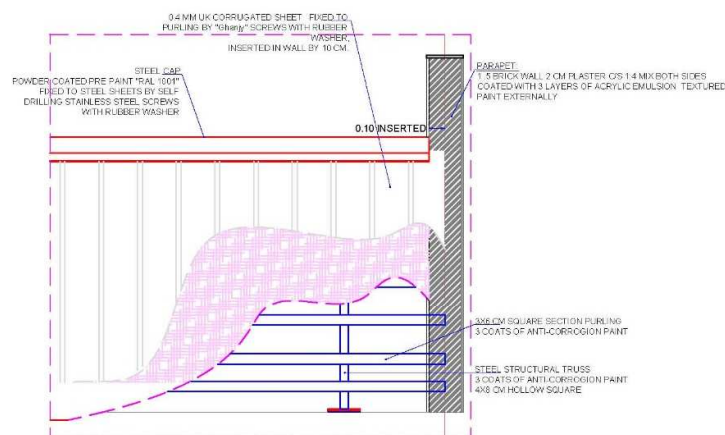 0.4 MM UK CORRUGATED SHEET FIXED TO
PURLING BY "Ghanjy" SCREWS WITH RUBBER
WASHER,
INSERTED IN WALL BY 10 CM.
STEEL CAP
POWDER COATED PRE PAINT "RAL 1001"
FIXED TO STEEL SHEETS BY SELF
DRILLING STAINLESS STEEL SCREWS
WITH RUBBER WASHER
PARAPET:
1.5 BRICK WALL 2 CM PLASTER C/S 1:4 MIX BOTH SIDES
COATED WITH 3 LAYERS OF ACRYLIC EMULSION TEXTURED
PAINT EXTERNALLY
0.10 INSERTED
3X6 CM SQUARE SECTION PURLING
3 COATS OF ANTI-CORROGION PAINT
STEEL STRUCTURAL TRUSS
3 COATS OF ANTI-CORROGION PAINT
4X8 CM HOLLOW SQUARE